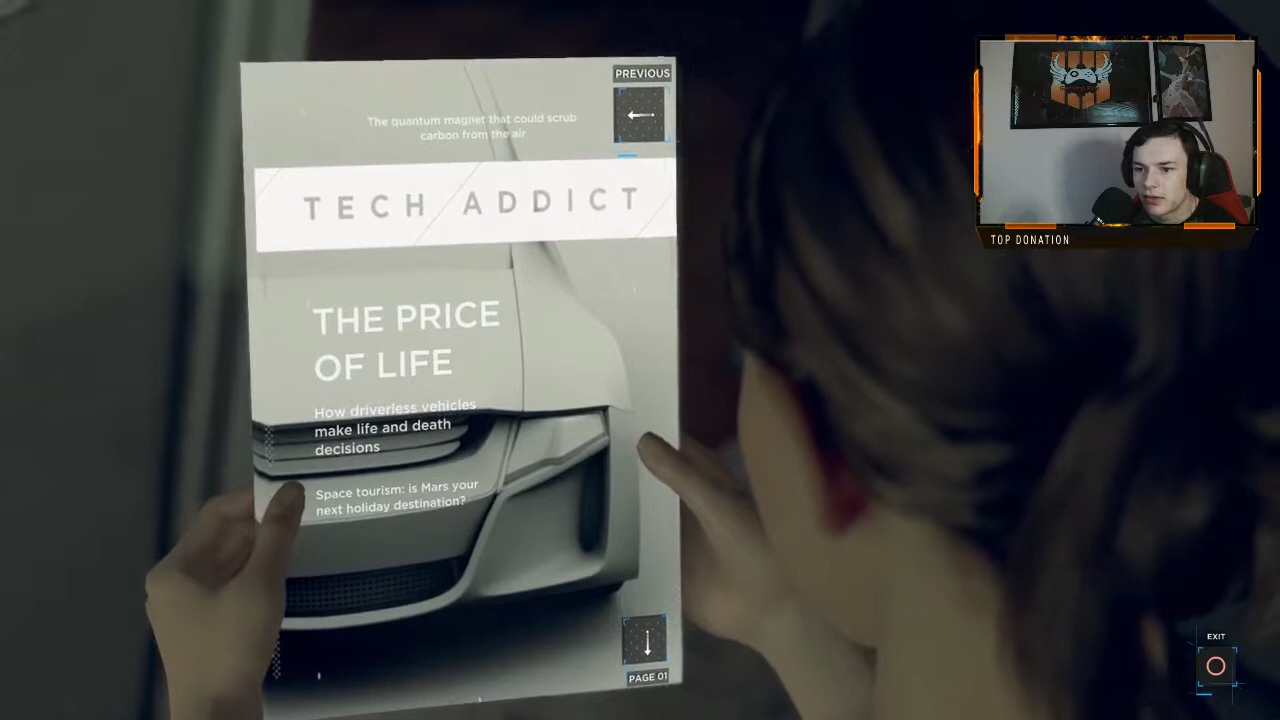 PREVIOUS
The quantum magnet that could scrub
carbon from the air
TECH ADDICT
THE PRICE
OF LIFE
How driverless vehicles
make life and death
decisions
Space tourism: is Mars your
next holiday destination?
PAGE 01
TOP DONATION
EXIT